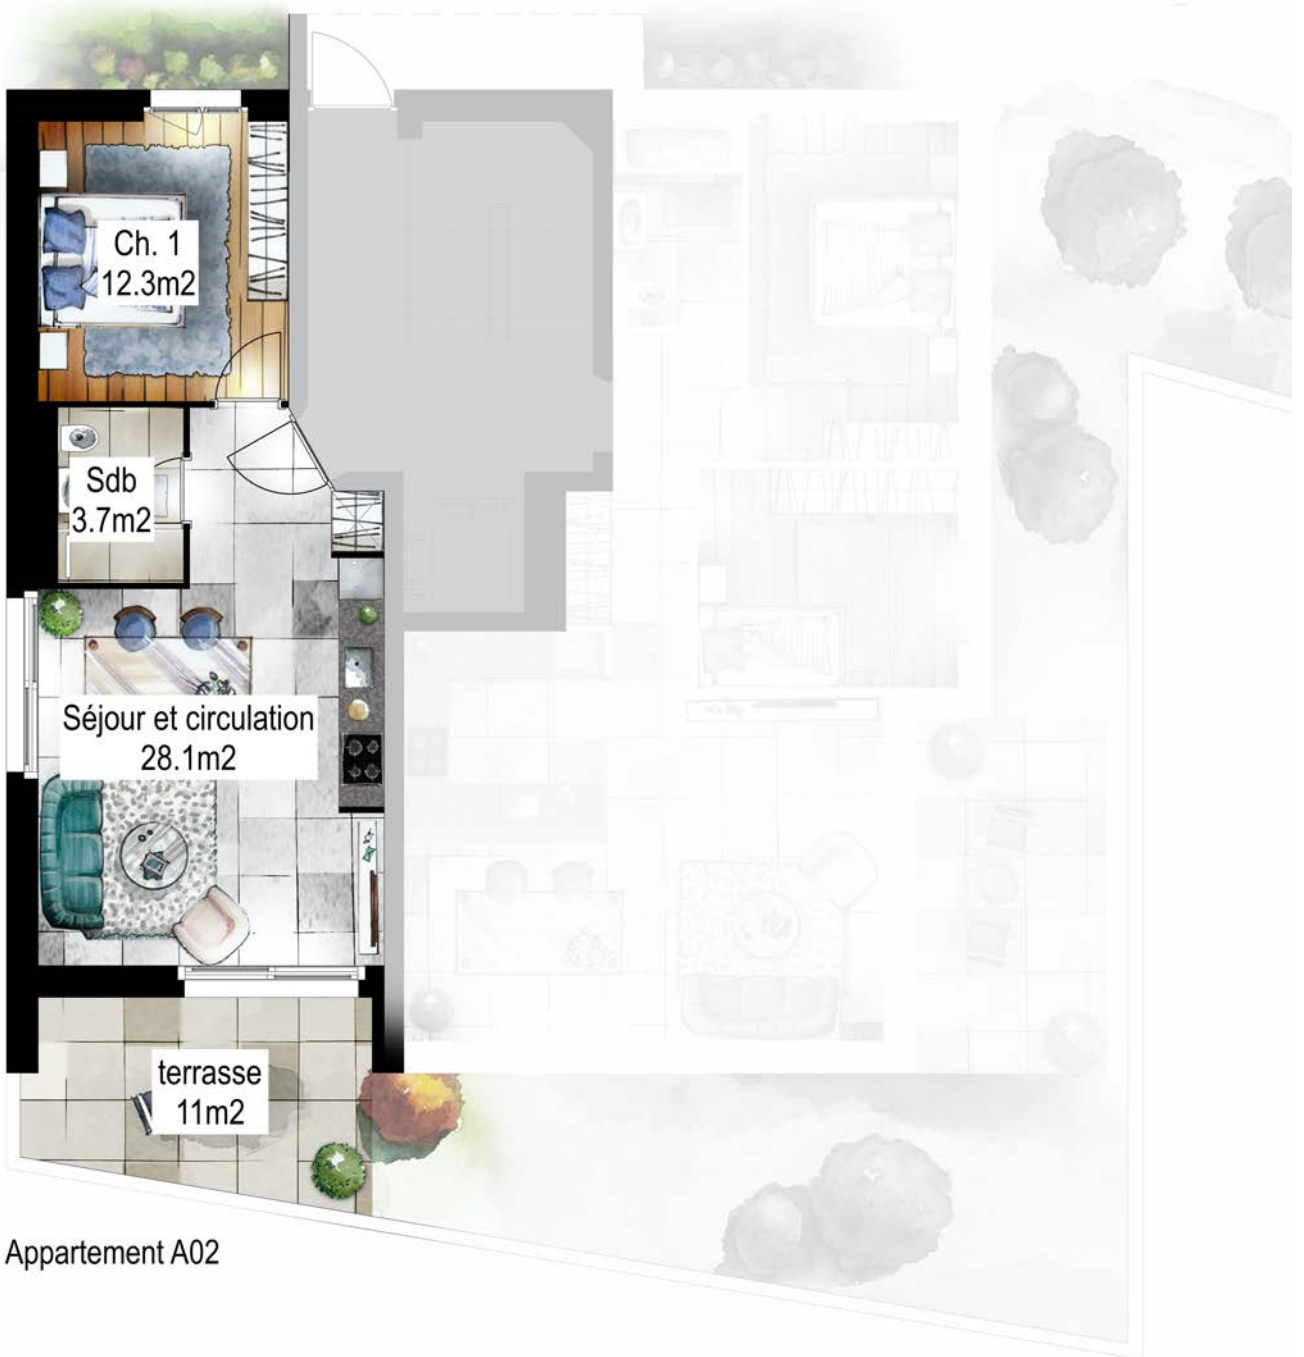 Ch. 1
12.3m2
Sdb
3.7m2
Séjour et circulation
28.1m2
terrasse
11m2
Appartement A02